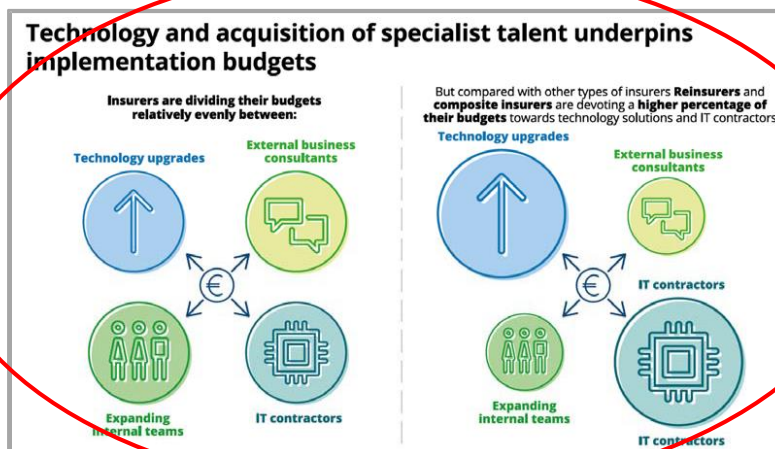 Technology and acquisition of specialist talent underpins
implementation budgets
Insurers are dividing their budgets
relatively evenly between:
Technology upgrades
External business
consultants
€
Expanding
internal teams
IT contractors
But compared with other types of insurers Reinsurers and
composite insurers are devoting a higher percentage of
their budgets towards technology solutions and IT contractors
Technology upgrades
External business
consultants
€
IT contractors
Expanding
internal teams
IT contractors